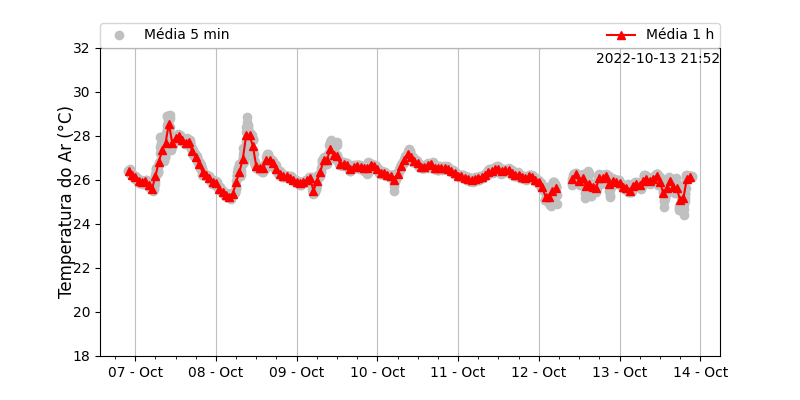 Média 5 min
Média 1 h
2022-10-13 21:52
Temperatura do Ar (°C)
32
30
28
26
24
22
20
18
07 - Oct
08 - Oct
09 - Oct
10 - Oct
11 - Oct
12 - Oct
13 - Oct
14 - Oct